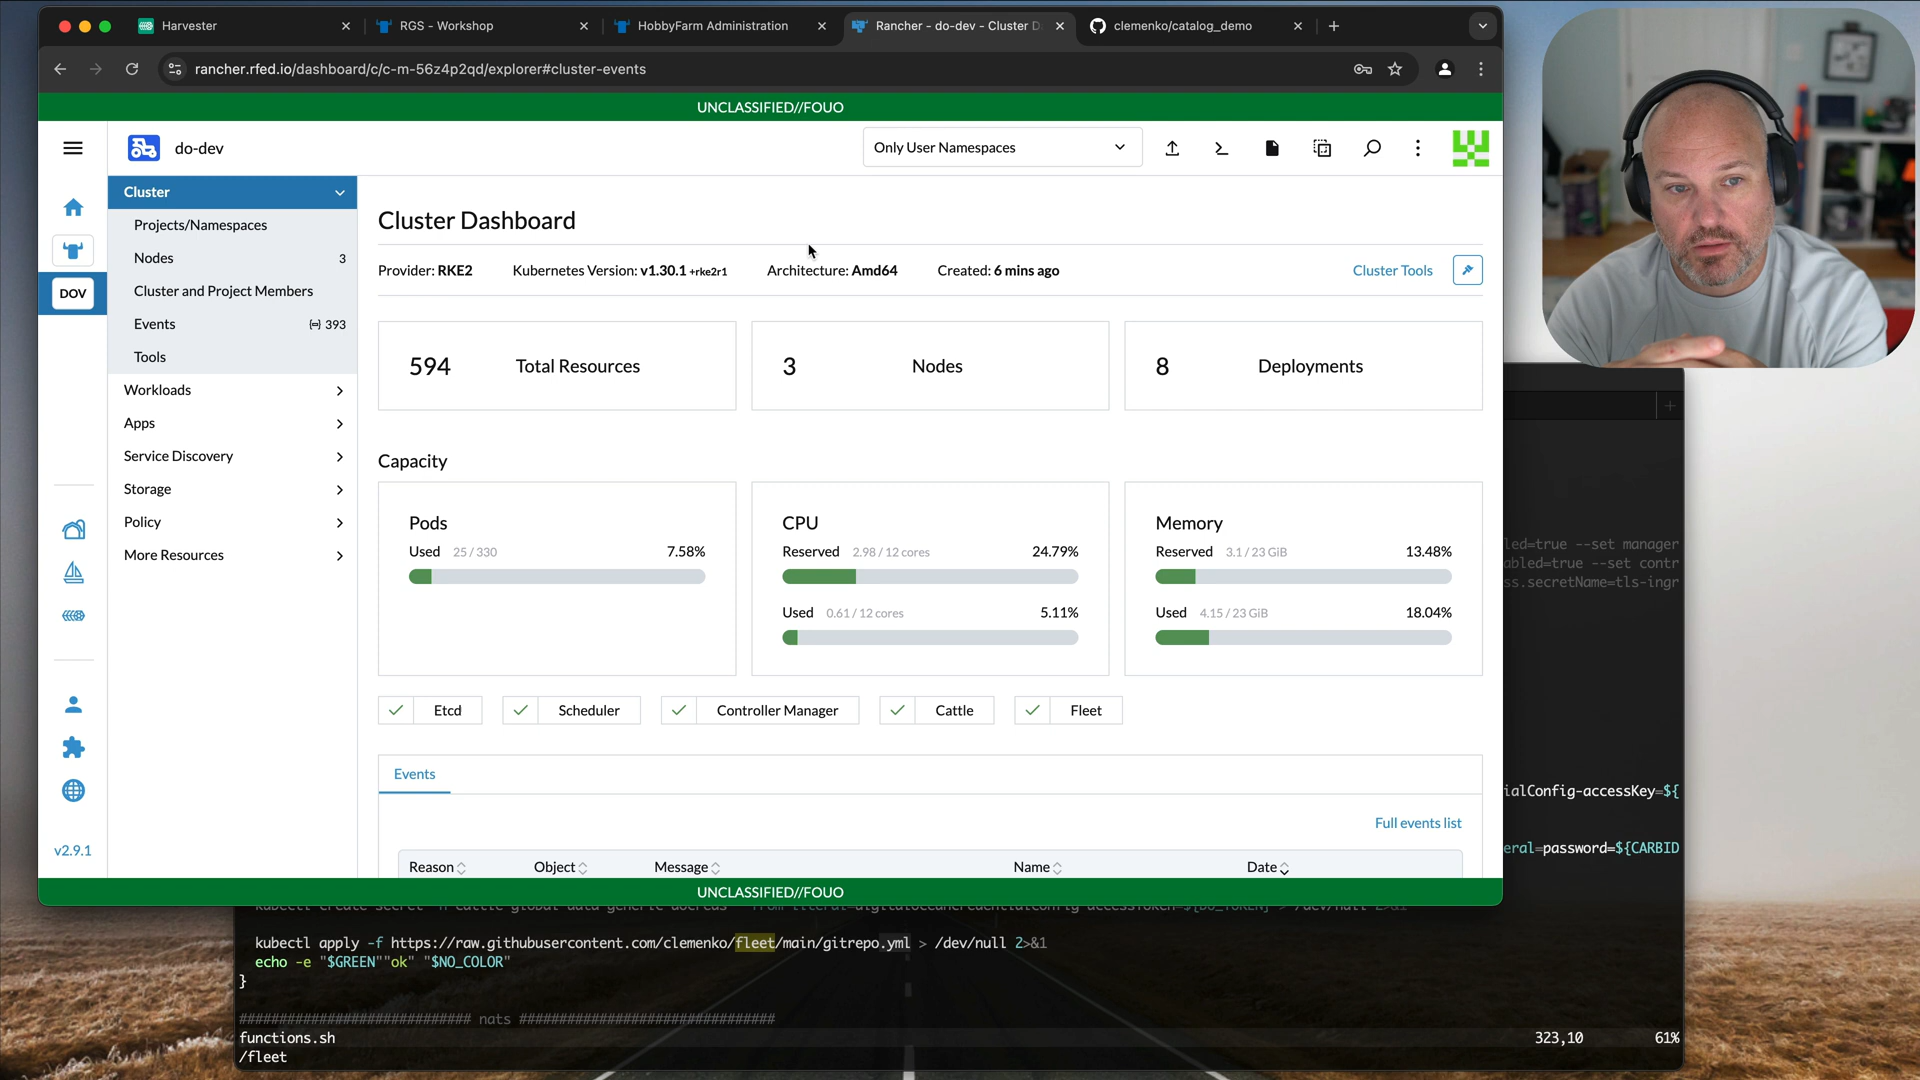 Harvester
RGS - Workshop
HobbyFarm Administration
Rancher - do-dev - Cluster D
clemenko/catalog_demo
rancher.rfed.io/dashboard/c/c-m-56z4p2qd/explorer#cluster-events
UNCLASSIFIED//FOUO
do-dev
Only User Namespaces
DOV
v2.9.1
Cluster
Projects/Namespaces
Nodes 3
Cluster and Project Members
Events 393
Tools
Workloads
Apps
Service Discovery
Storage
Policy
More Resources
Cluster Dashboard
Provider: RKE2 Kubernetes Version: v1.30.1 +rke2r1 Architecture: Amd64 Created: 6 mins ago
Cluster Tools
594 Total Resources
3 Nodes
8 Deployments
Capacity
Pods
Used 25 / 330 7.58%
CPU
Reserved 2.98 / 12 cores 24.79%
Used 0.61 / 12 cores 5.11%
Memory
Reserved 3.1 / 23 GiB 13.48%
Used 4.15 / 23 GiB 18.04%
Etcd
Scheduler
Controller Manager
Cattle
Fleet
Events
Full events list
Reason Object Message Name Date
UNCLASSIFIED//FOUO
led=true --set manager
abled=true --set contr
ss.secretName=tls-ingr
ialConfig-accessKey=${
eral=password=${CARBID
kubectl apply -f https://raw.githubusercontent.com/clemenko/fleet/main/gitrepo.yml > /dev/null 2>&1
echo -e "$GREEN""ok" "$NO_COLOR"
}
############################ nats ################################
functions.sh 323,10 61%
/fleet